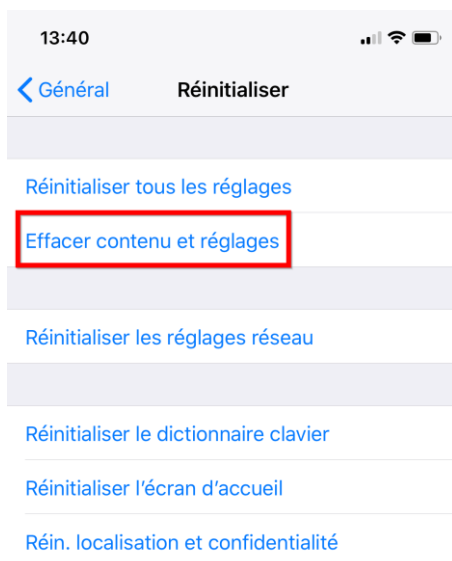 13:40
Général
Réinitialiser
Réinitialiser tous les réglages
Effacer contenu et réglages
Réinitialiser les réglages réseau
Réinitialiser le dictionnaire clavier
Réinitialiser l’écran d’accueil
Réin. localisation et confidentialité